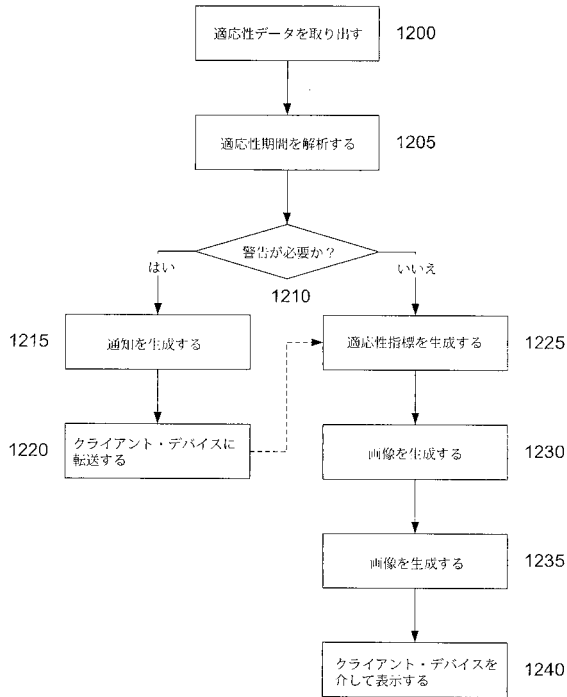 適応性データを取り出す
1200
適応性期間を解析する
1205
警告が必要か?
はい
いいえ
1210
1215
通知を生成する
適応性指標を生成する
1225
1220
クライアント・デバイスに
転送する
画像を生成する
1230
画像を生成する
1235
クライアント・デバイスを
介して表示する
1240